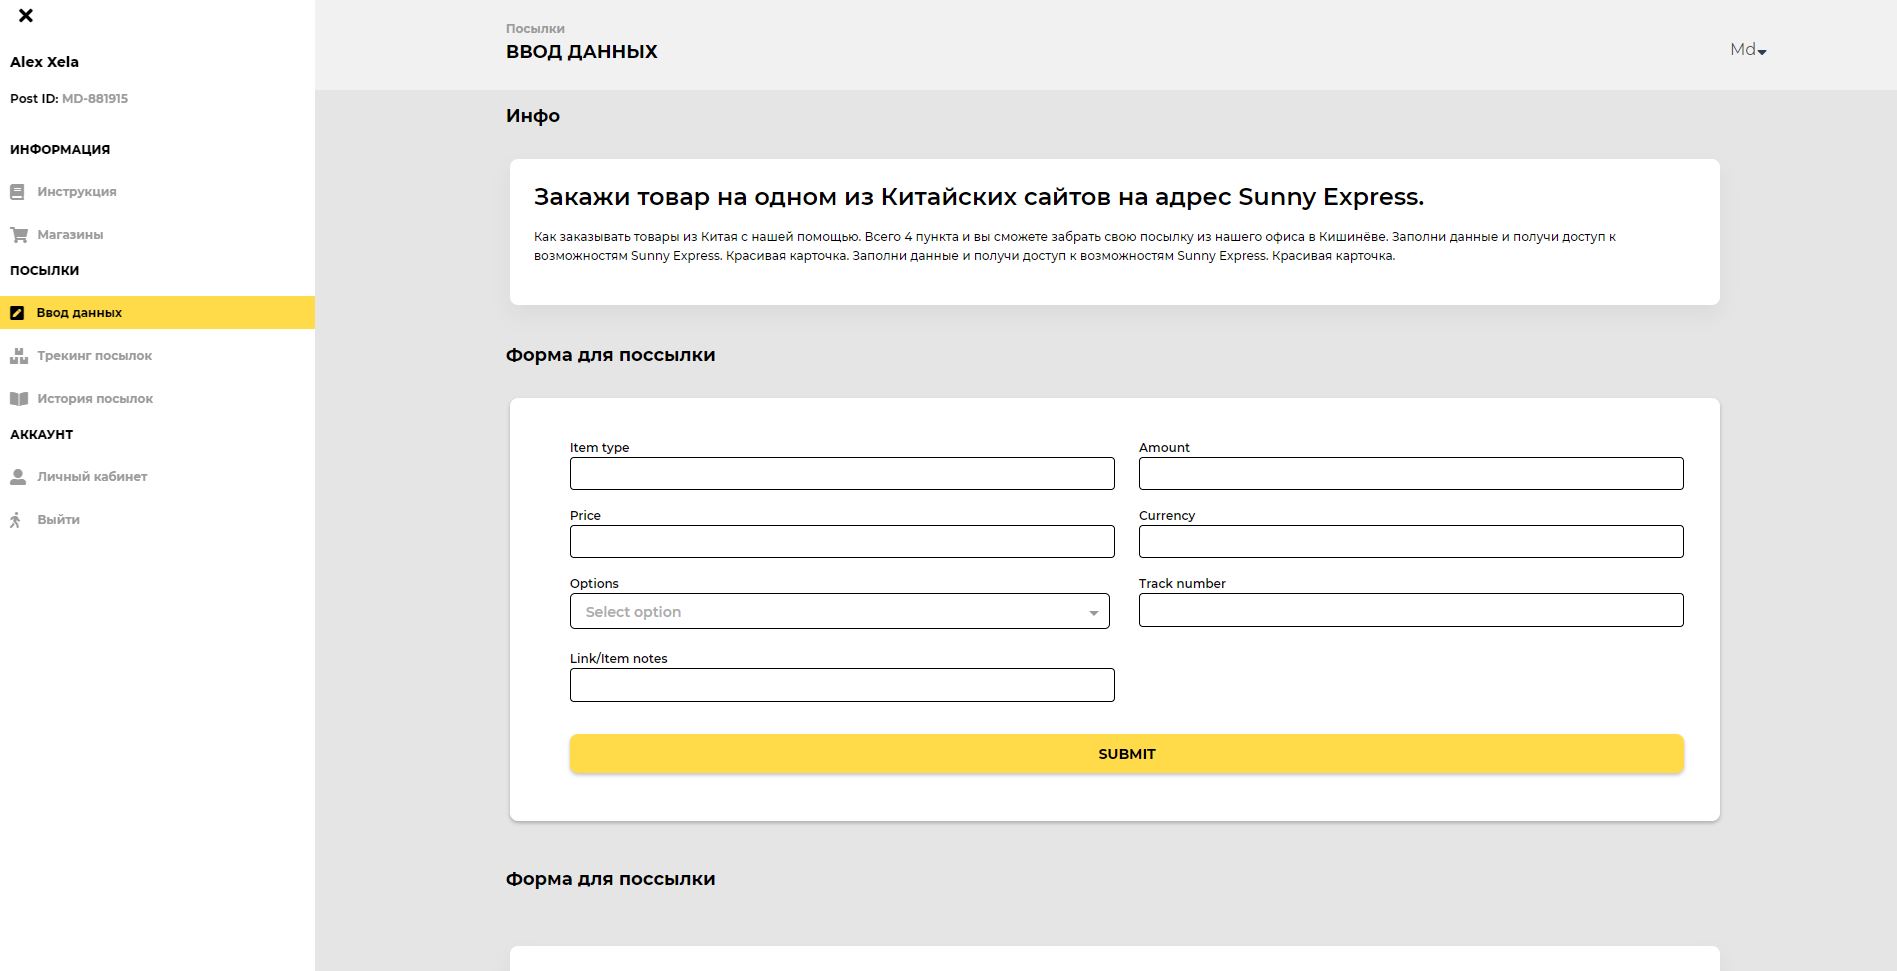 Alex Xela
Post ID: MD-881915
ИНФОРМАЦИЯ
Инструкция
Магазины
ПОСЫЛКИ
Ввод данных
Трекинг посылок
История посылок
АККАУНТ
Личный кабинет
Выйти
Посылки
ВВОД ДАННЫХ
Md
Инфо
Закажи товар на одном из Китайских сайтов на адрес Sunny Express.
Как заказывать товары из Китая с нашей помощью. Всего 4 пункта и вы сможете забрать свою посылку из нашего офиса в Кишинёве. Заполни данные и получи доступ к
возможностям Sunny Express. Красивая карточка. Заполни данные и получи доступ к возможностям Sunny Express. Красивая карточка.
Форма для поссылки
Item type
Amount
Price
Currency
Options
Track number
Select option
Link/Item notes
SUBMIT
Форма для поссылки